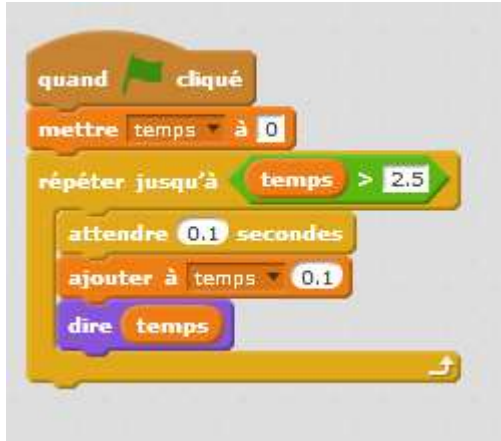 quand cliqué
mettre temps à 0
répéter jusqu'à temps > 2.5
attendre 0.1 secondes
ajouter à temps 0.1
dire temps